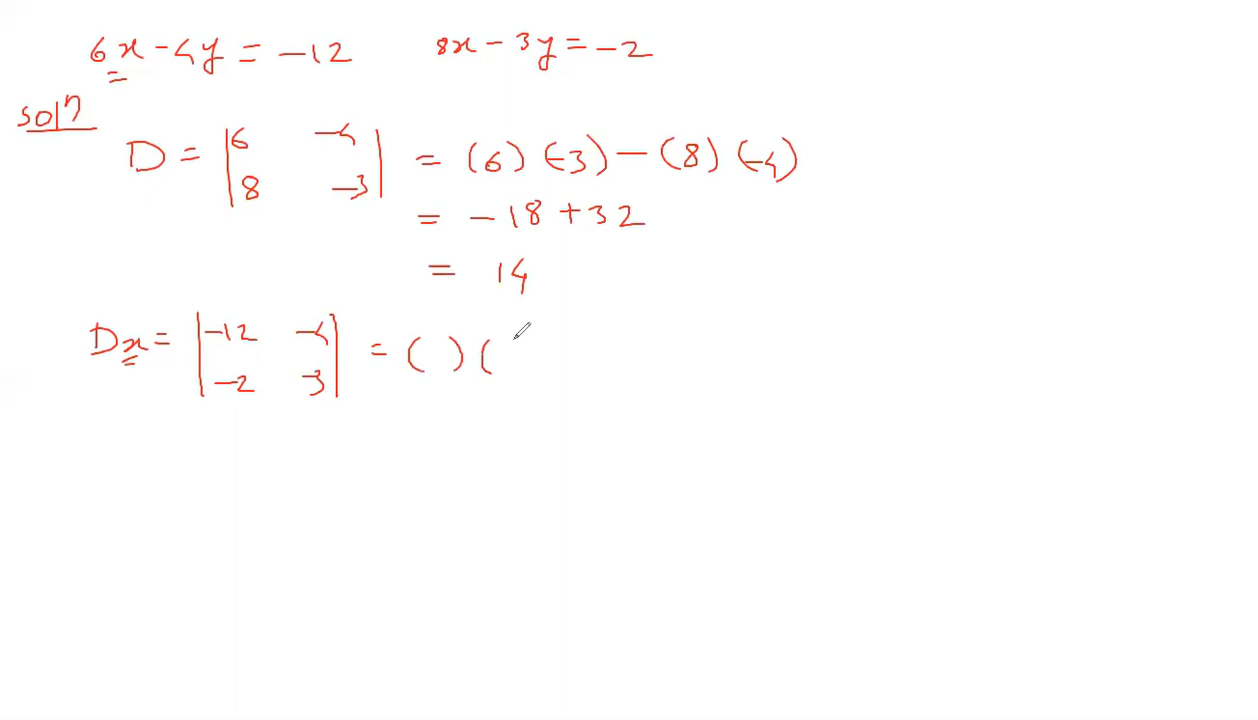 6x - 4y = -12 8x - 3y = -2
Sol?
D = |6 -4| = (6) (-3) - (8) (-4)
|8 -3|
= -18 + 32
= 14
Dx = |-12 -4| = ( ) (
|-2 -3|